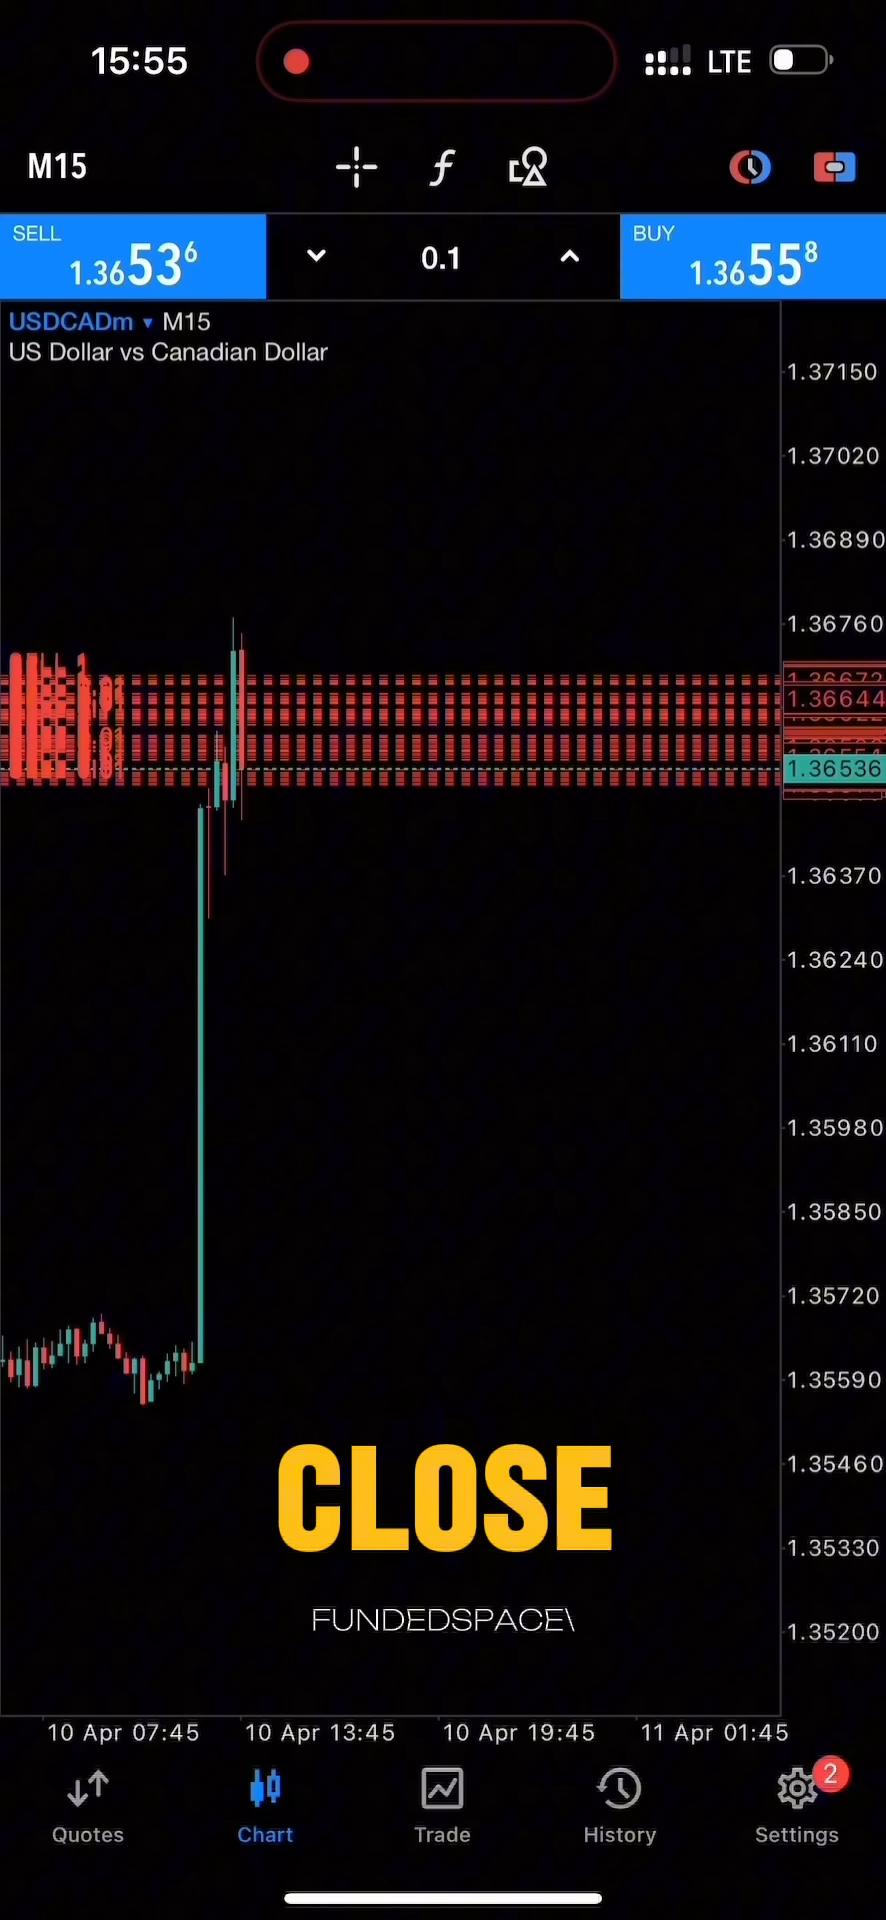 15:55
LTE
M15
SELL
1.36536
0.1
BUY
1.36558
USDCADm ▾ M15
US Dollar vs Canadian Dollar
1.37150
1.37020
1.36890
1.36760
1.36672
1.36644
1.36536
1.36370
1.36240
1.36110
1.35980
1.35850
1.35720
1.35590
1.35460
1.35330
1.35200
CLOSE
FUNDEDSPACE\
10 Apr 07:45
10 Apr 13:45
10 Apr 19:45
11 Apr 01:45
2
Quotes
Chart
Trade
History
Settings